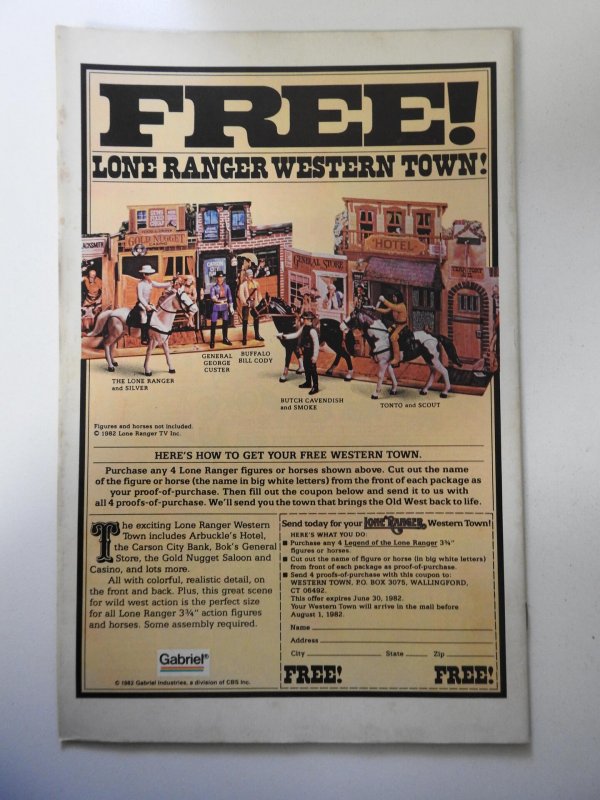 FREE!
LONE RANGER WESTERN TOWN!
GOLD NUGGET
GENERAL STORE
HOTEL
THE LONE RANGER
and SILVER
GENERAL
GEORGE
CUSTER
BUFFALO
BILL CODY
BUTCH CAVENDISH
and SMOKE
TONTO and SCOUT
Figures and horses not included.
© 1982 Lone Ranger TV Inc.
HERE'S HOW TO GET YOUR FREE WESTERN TOWN.
Purchase any 4 Lone Ranger figures or horses shown above. Cut out the name
of the figure or horse (the name in big white letters) from the front of each package as
your proof-of-purchase. Then fill out the coupon below and send it to us with
all 4 proofs-of-purchase. We'll send you the town that brings the Old West back to life.
The exciting Lone Ranger Western
Town includes Arbuckle's Hotel,
the Carson City Bank, Bok's General
Store, the Gold Nugget Saloon and
Casino, and lots more.
All with colorful, realistic detail, on
the front and back. Plus, this great scene
for wild west action is the perfect size
for all Lone Ranger 3¾" action figures
and horses. Some assembly required.
Gabriel®
© 1982 Gabriel Industries, a division of CBS Inc.
Send today for your LONE RANGER Western Town!
HERE'S WHAT YOU DO:
■ Purchase any 4 Legend of the Lone Ranger 3¾"
figures or horses.
■ Cut out the name of figure or horse (in big white letters)
from front of each package as proof-of-purchase.
■ Send 4 proofs-of-purchase with this coupon to:
WESTERN TOWN, P.O. BOX 3075, WALLINGFORD,
CT 06492.
This offer expires June 30, 1982.
Your Western Town will arrive in the mail before
August 1, 1982.
Name
Address
City State Zip
FREE! FREE!